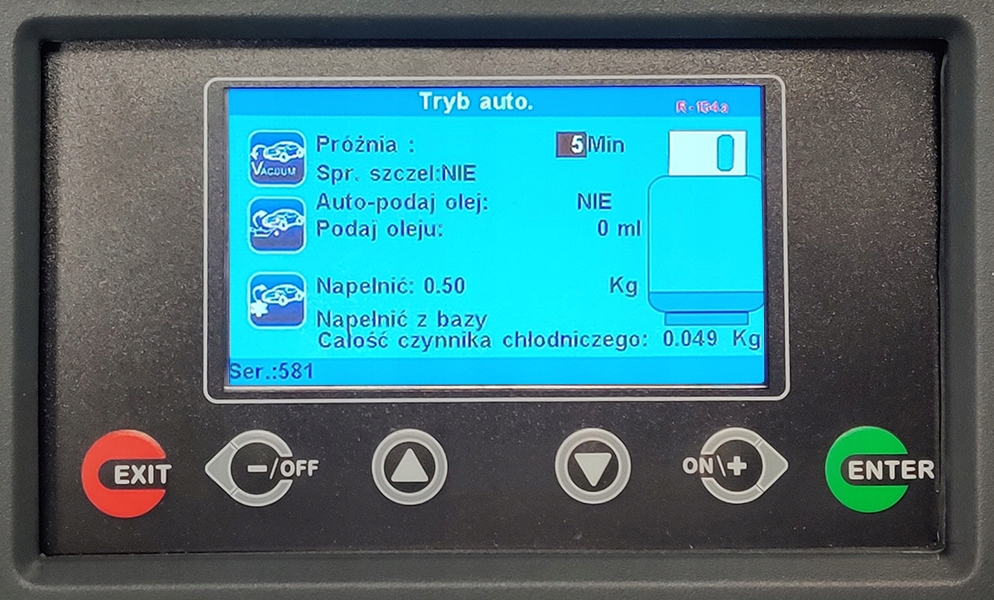 Tryb auto.
R-134a
Próżnia : 5 Min
VACUUM
Spr. szczel:NIE
Auto-podaj olej: NIE
Podaj oleju: 0 ml
Napełnić: 0.50 Kg
Napełnić z bazy
Całość czynnika chłodniczego: 0.049 Kg
Ser.:581
EXIT
−/OFF
ON\+
ENTER